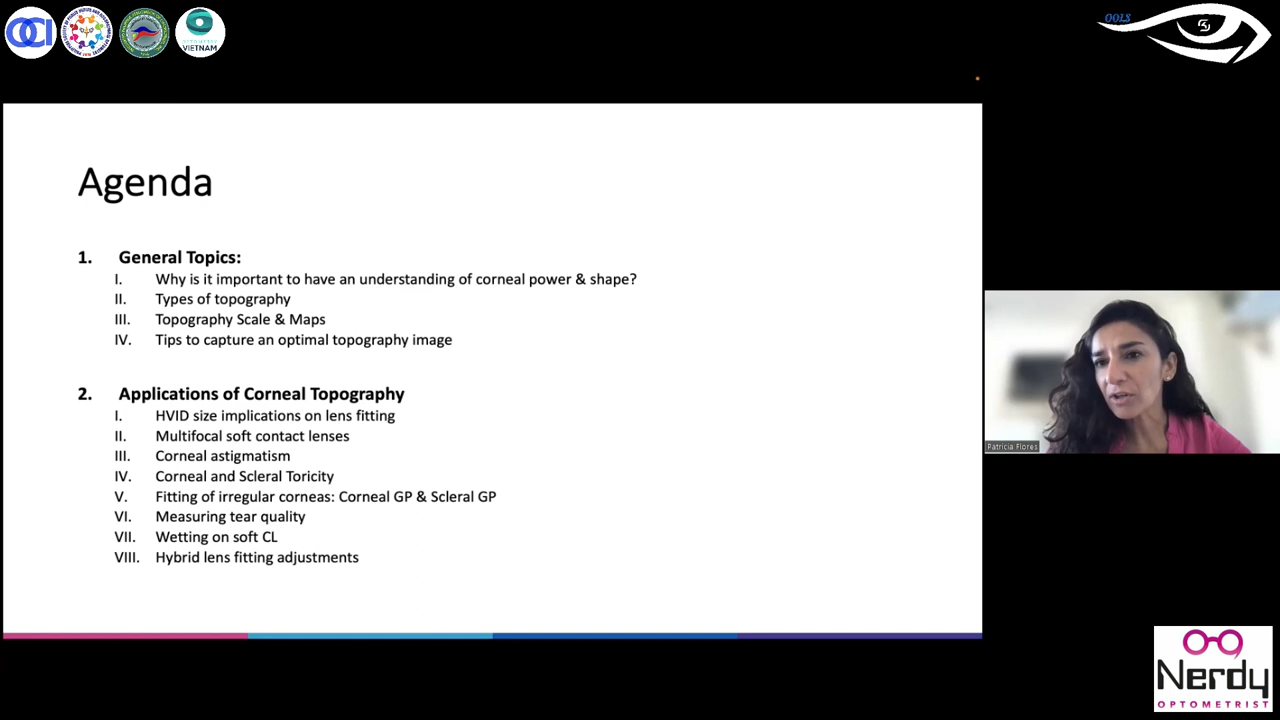 OCI
VIETNAM
OOLS
Agenda
1. General Topics:
I. Why is it important to have an understanding of corneal power & shape?
II. Types of topography
III. Topography Scale & Maps
IV. Tips to capture an optimal topography image
2. Applications of Corneal Topography
I. HVID size implications on lens fitting
II. Multifocal soft contact lenses
III. Corneal astigmatism
IV. Corneal and Scleral Toricity
V. Fitting of irregular corneas: Corneal GP & Scleral GP
VI. Measuring tear quality
VII. Wetting on soft CL
VIII. Hybrid lens fitting adjustments
Patricia Flores
Nerdy
OPTOMETRIST